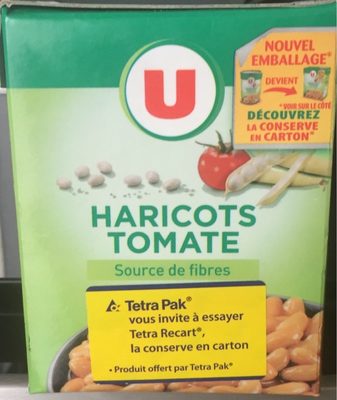 U
NOUVEL
EMBALLAGE*
DEVIENT
* VOIR SUR LE CÔTÉ
DÉCOUVREZ
LA CONSERVE
EN CARTON*
HARICOTS
TOMATE
Source de fibres
Tetra Pak®
vous invite à essayer
Tetra Recart®,
la conserve en carton
• Produit offert par Tetra Pak®